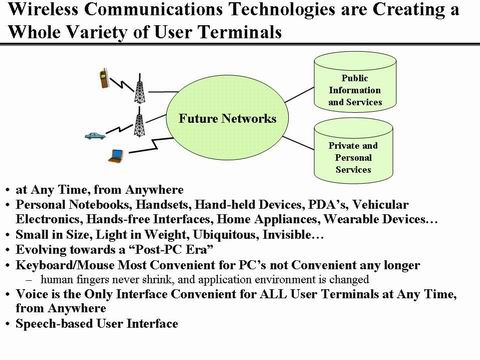 Wireless Communications Technologies are Creating a
Whole Variety of User Terminals
Public
Information
and Services
Future Networks
Private and
Personal
Services
• at Any Time, from Anywhere
• Personal Notebooks, Handsets, Hand-held Devices, PDA's, Vehicular
Electronics, Hands-free Interfaces, Home Appliances, Wearable Devices…
• Small in Size, Light in Weight, Ubiquitous, Invisible…
• Evolving towards a “Post-PC Era”
• Keyboard/Mouse Most Convenient for PC's not Convenient any longer
– human fingers never shrink, and application environment is changed
• Voice is the Only Interface Convenient for ALL User Terminals at Any Time,
from Anywhere
• Speech-based User Interface